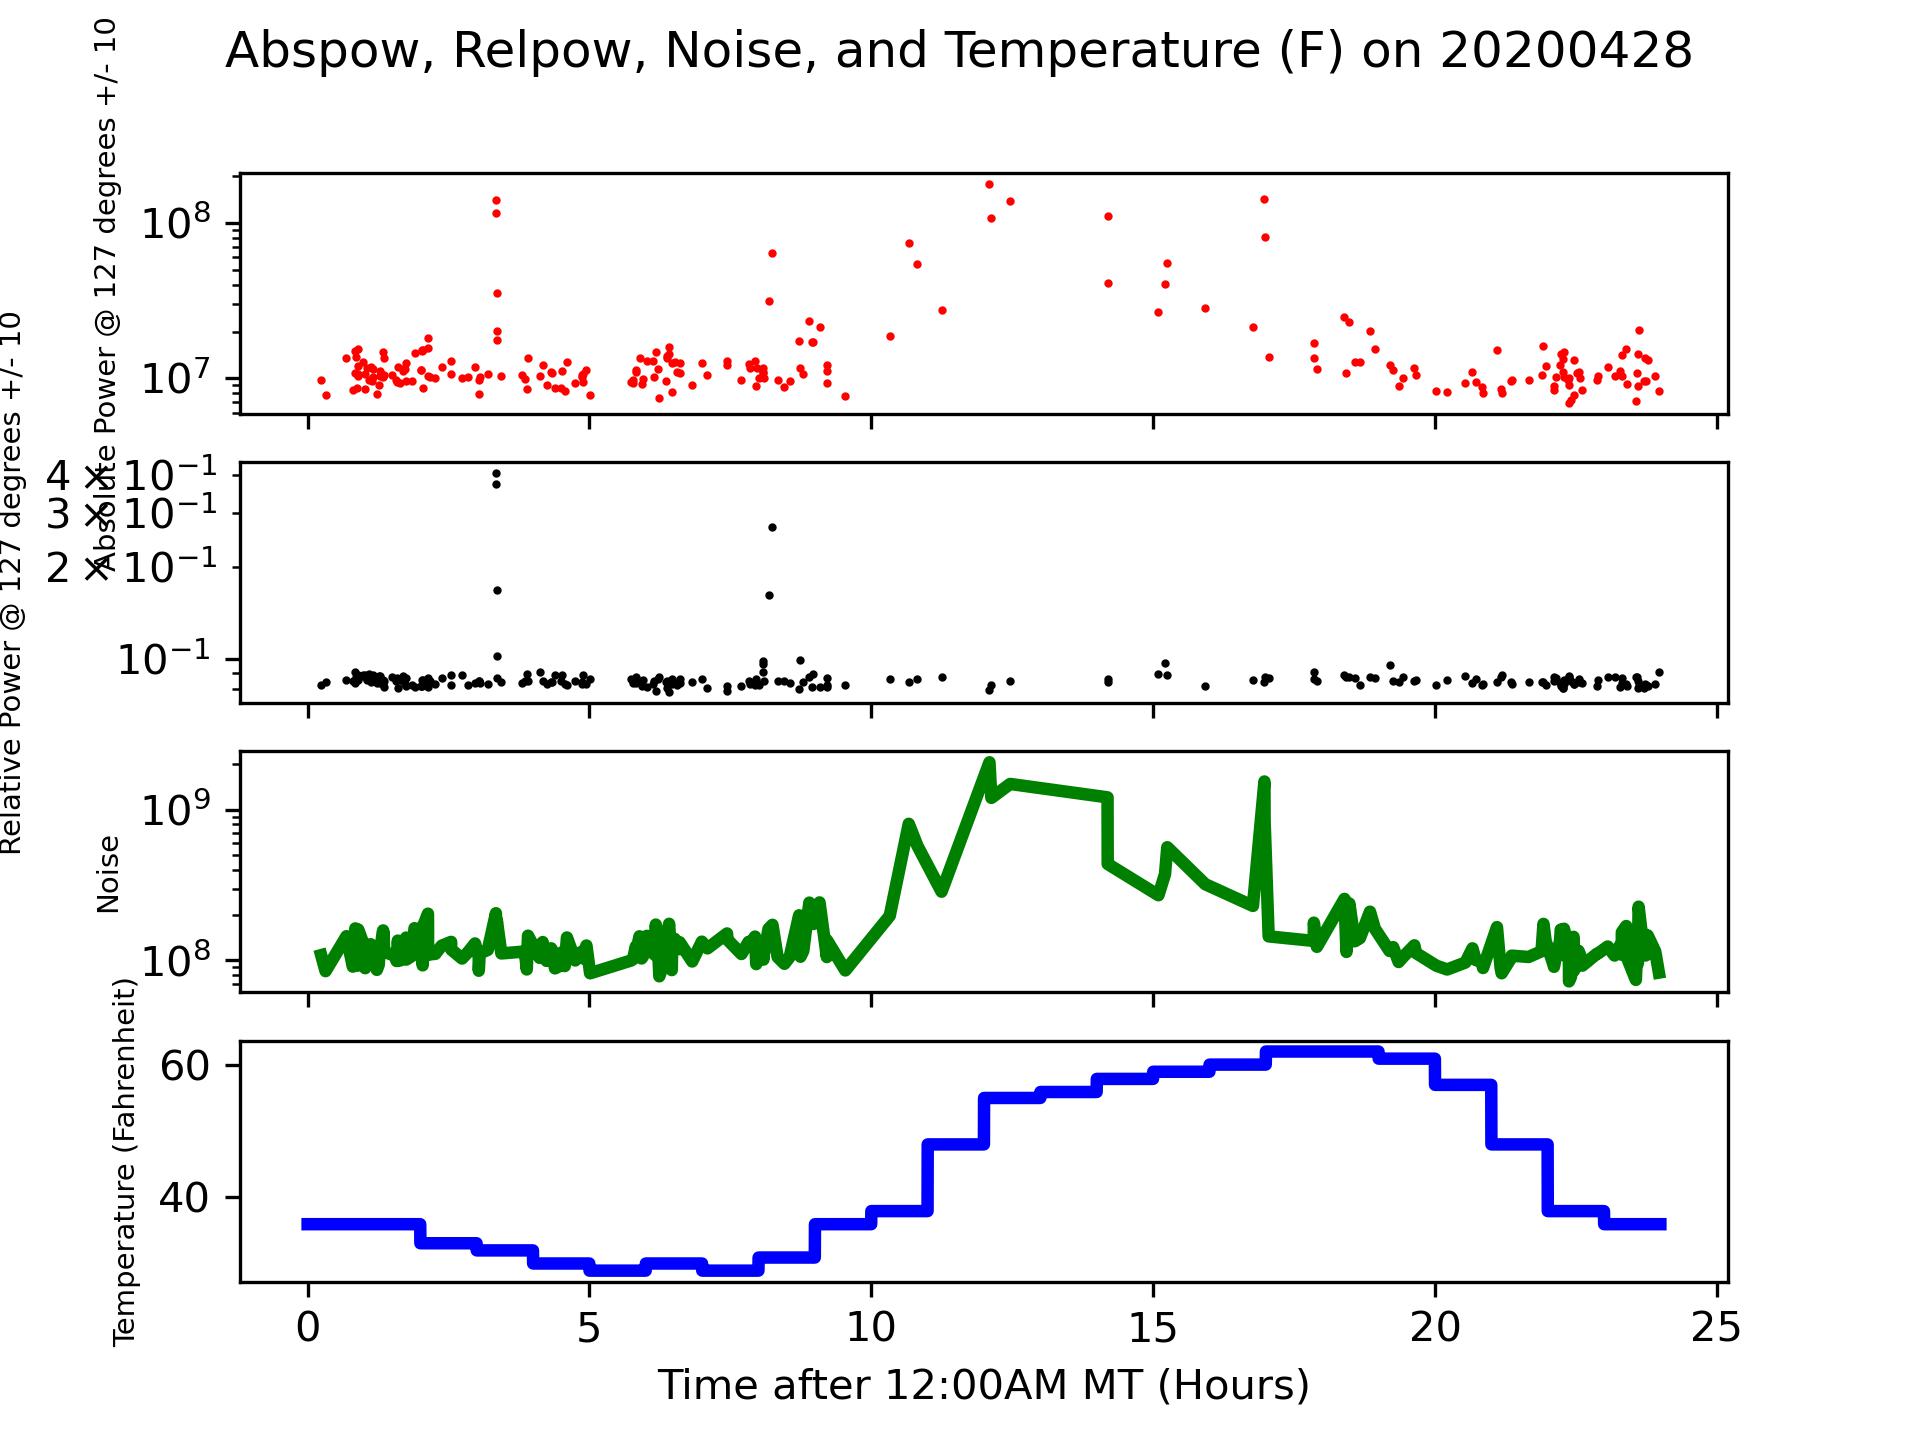 Abspow, Relpow, Noise, and Temperature (F) on 20200428
Absolute Power @ 127 degrees +/- 10
10⁸
10⁷
Relative Power @ 127 degrees +/- 10
4 × 10⁻¹
3 × 10⁻¹
2 × 10⁻¹
10⁻¹
Noise
10⁹
10⁸
Temperature (Fahrenheit)
60
40
0 5 10 15 20 25
Time after 12:00AM MT (Hours)